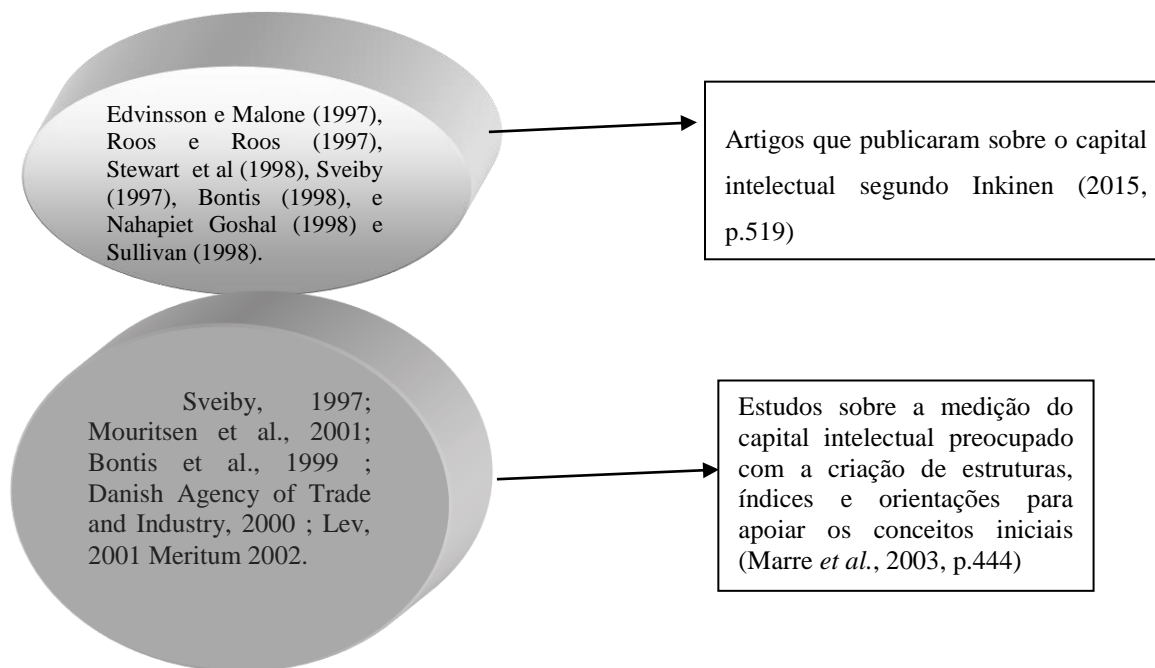 Edvinsson e Malone (1997),
Roos e Roos (1997),
Stewart et al (1998), Sveiby
(1997), Bontis (1998), e
Nahapiet Goshal (1998) e
Sullivan (1998).
Artigos que publicaram sobre o capital
intelectual segundo Inkinen (2015,
p.519)
Sveiby, 1997;
Mouritsen et al., 2001;
Bontis et al., 1999 ;
Danish Agency of Trade
and Industry, 2000 ; Lev,
2001 Meritum 2002.
Estudos sobre a medição do
capital intelectual preocupado
com a criação de estruturas,
índices e orientações para
apoiar os conceitos iniciais
(Marre et al., 2003, p.444)